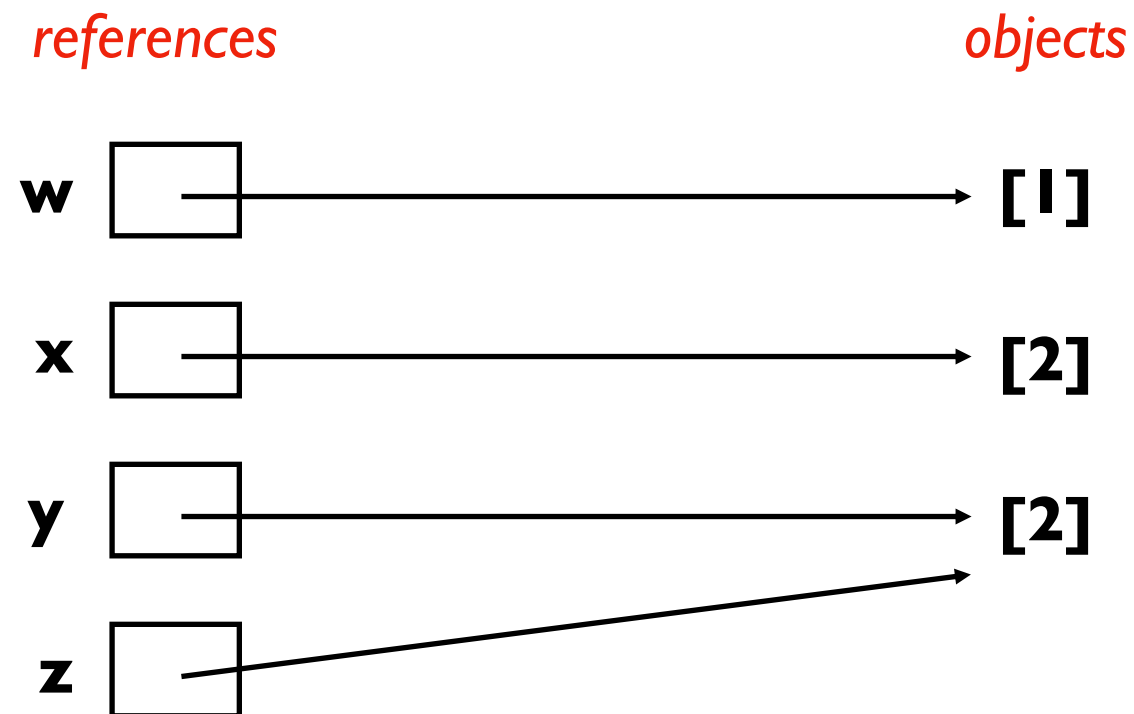 references objects
w [1]
x [2]
y [2]
z